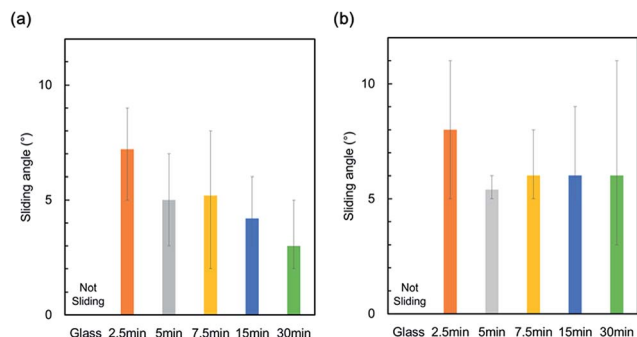 (a)
Sliding angle (°)
10
5
0
Not
Sliding
Glass 2.5min 5min 7.5min 15min 30min
(b)
Sliding angle (°)
10
5
0
Not
Sliding
Glass 2.5min 5min 7.5min 15min 30min